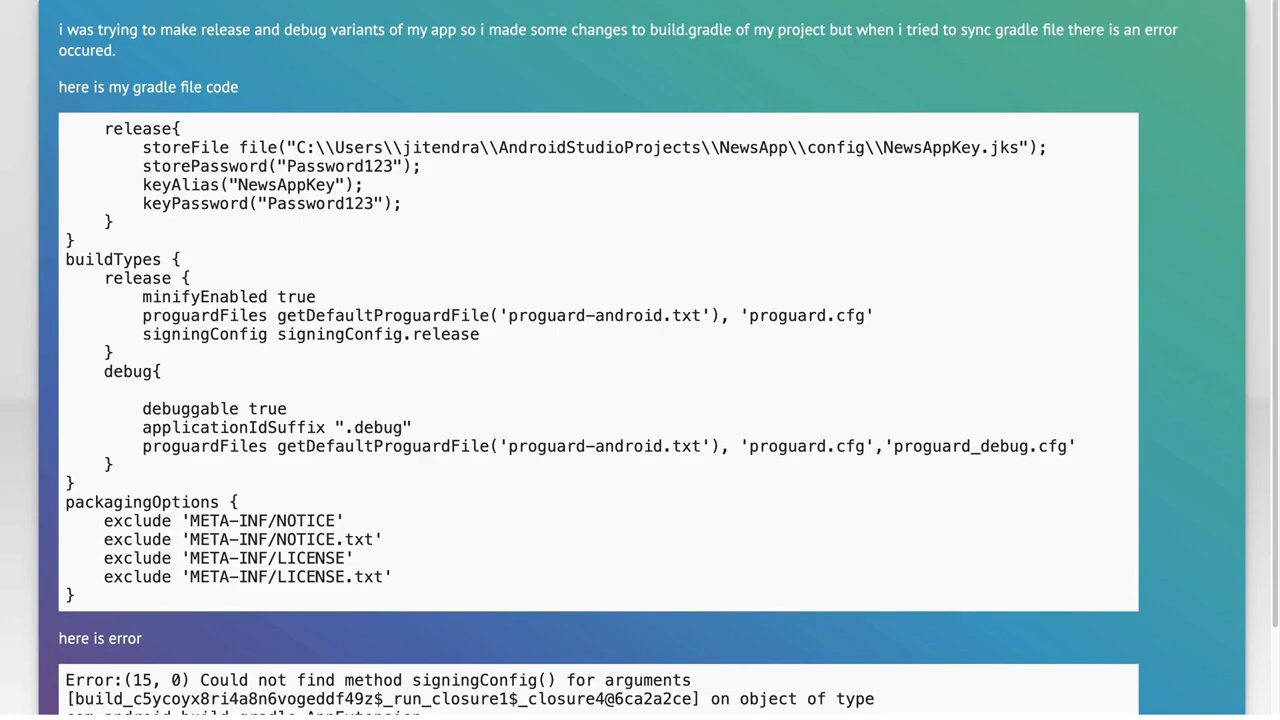 i was trying to make release and debug variants of my app so i made some changes to build.gradle of my project but when i tried to sync gradle file there is an error
occured.
here is my gradle file code
release{
storeFile file("C:\\Users\\jitendra\\AndroidStudioProjects\\NewsApp\\config\\NewsAppKey.jks");
storePassword("Password123");
keyAlias("NewsAppKey");
keyPassword("Password123");
}
}
buildTypes {
release {
minifyEnabled true
proguardFiles getDefaultProguardFile('proguard-android.txt'), 'proguard.cfg'
signingConfig signingConfig.release
}
debug{
debuggable true
applicationIdSuffix ".debug"
proguardFiles getDefaultProguardFile('proguard-android.txt'), 'proguard.cfg','proguard_debug.cfg'
}
}
packagingOptions {
exclude 'META-INF/NOTICE'
exclude 'META-INF/NOTICE.txt'
exclude 'META-INF/LICENSE'
exclude 'META-INF/LICENSE.txt'
}
here is error
Error:(15, 0) Could not find method signingConfig() for arguments
[build_c5ycoyx8ri4a8n6vogeddf49z$_run_closure1$_closure4@6ca2a2ce] on object of type